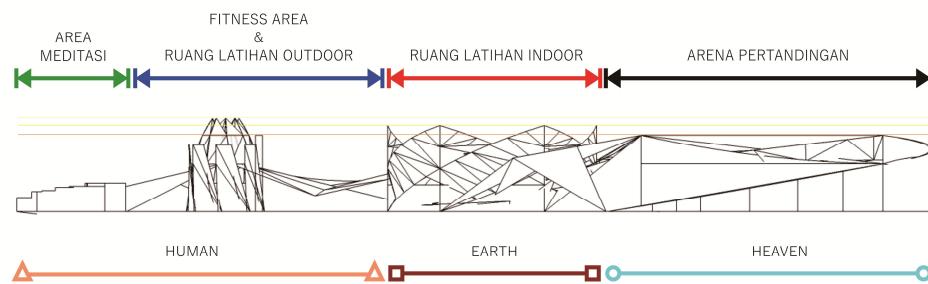 AREA
MEDITASI
FITNESS AREA
&
RUANG LATIHAN OUTDOOR
RUANG LATIHAN INDOOR
ARENA PERTANDINGAN
HUMAN
EARTH
HEAVEN